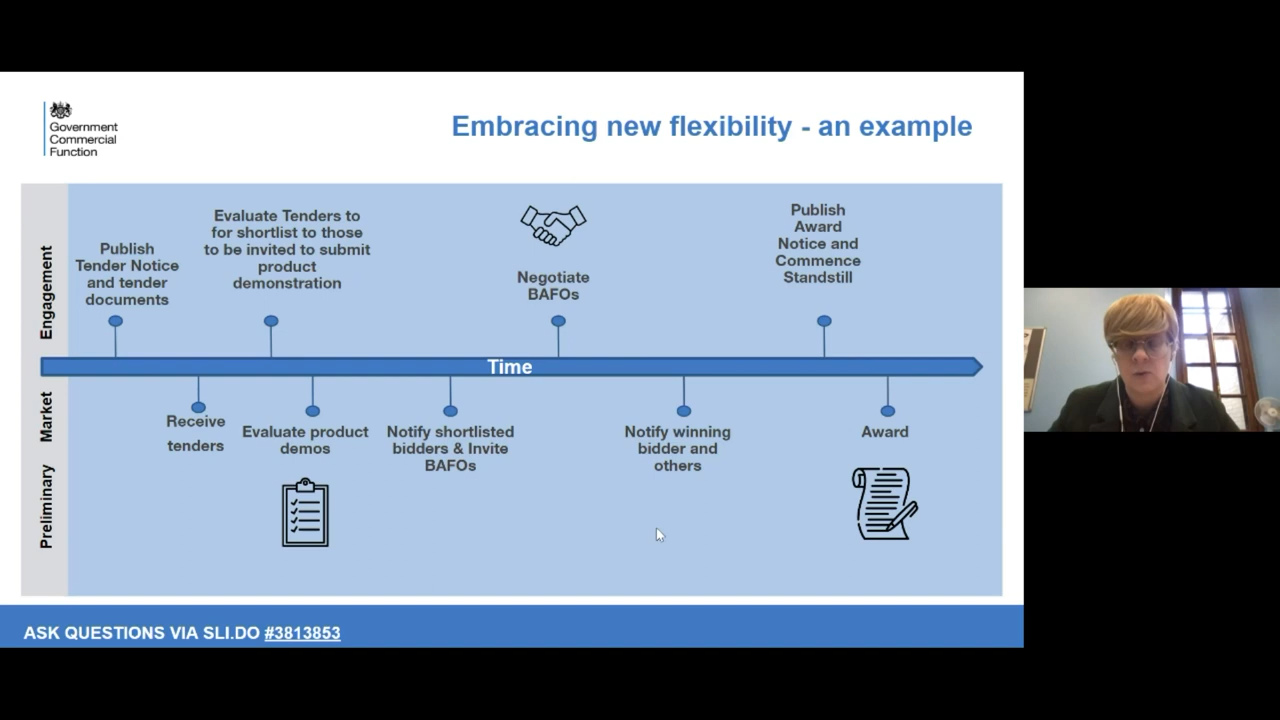 Government
Commercial
Function
Embracing new flexibility - an example
Preliminary Market Engagement
Publish
Tender Notice
and tender
documents
Evaluate Tenders to
for shortlist to those
to be invited to submit
product
demonstration
Negotiate
BAFOs
Publish
Award
Notice and
Commence
Standstill
Time
Receive
tenders
Evaluate product
demos
Notify shortlisted
bidders & Invite
BAFOs
Notify winning
bidder and
others
Award
ASK QUESTIONS VIA SLI.DO #3813853